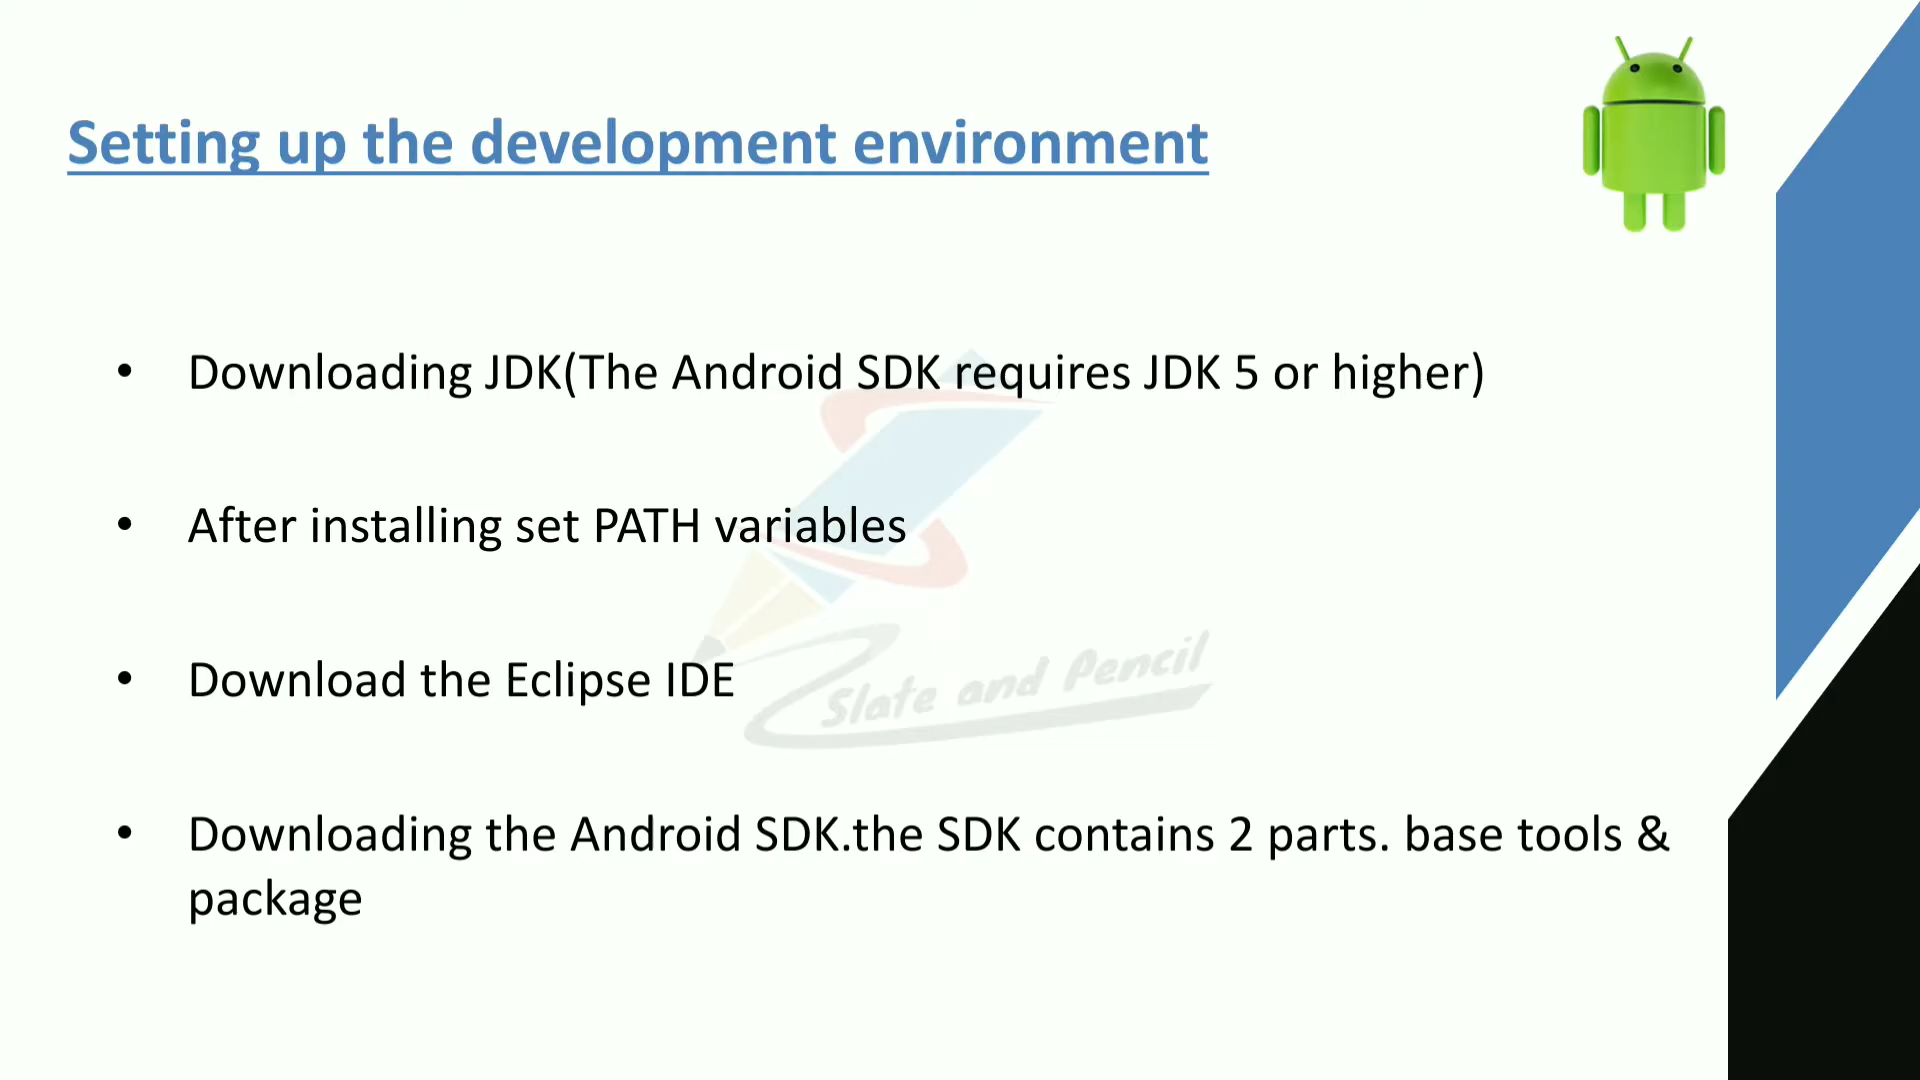 Setting up the development environment
• Downloading JDK(The Android SDK requires JDK 5 or higher)
• After installing set PATH variables
• Download the Eclipse IDE
• Downloading the Android SDK.the SDK contains 2 parts. base tools &
package
Slate and Pencil